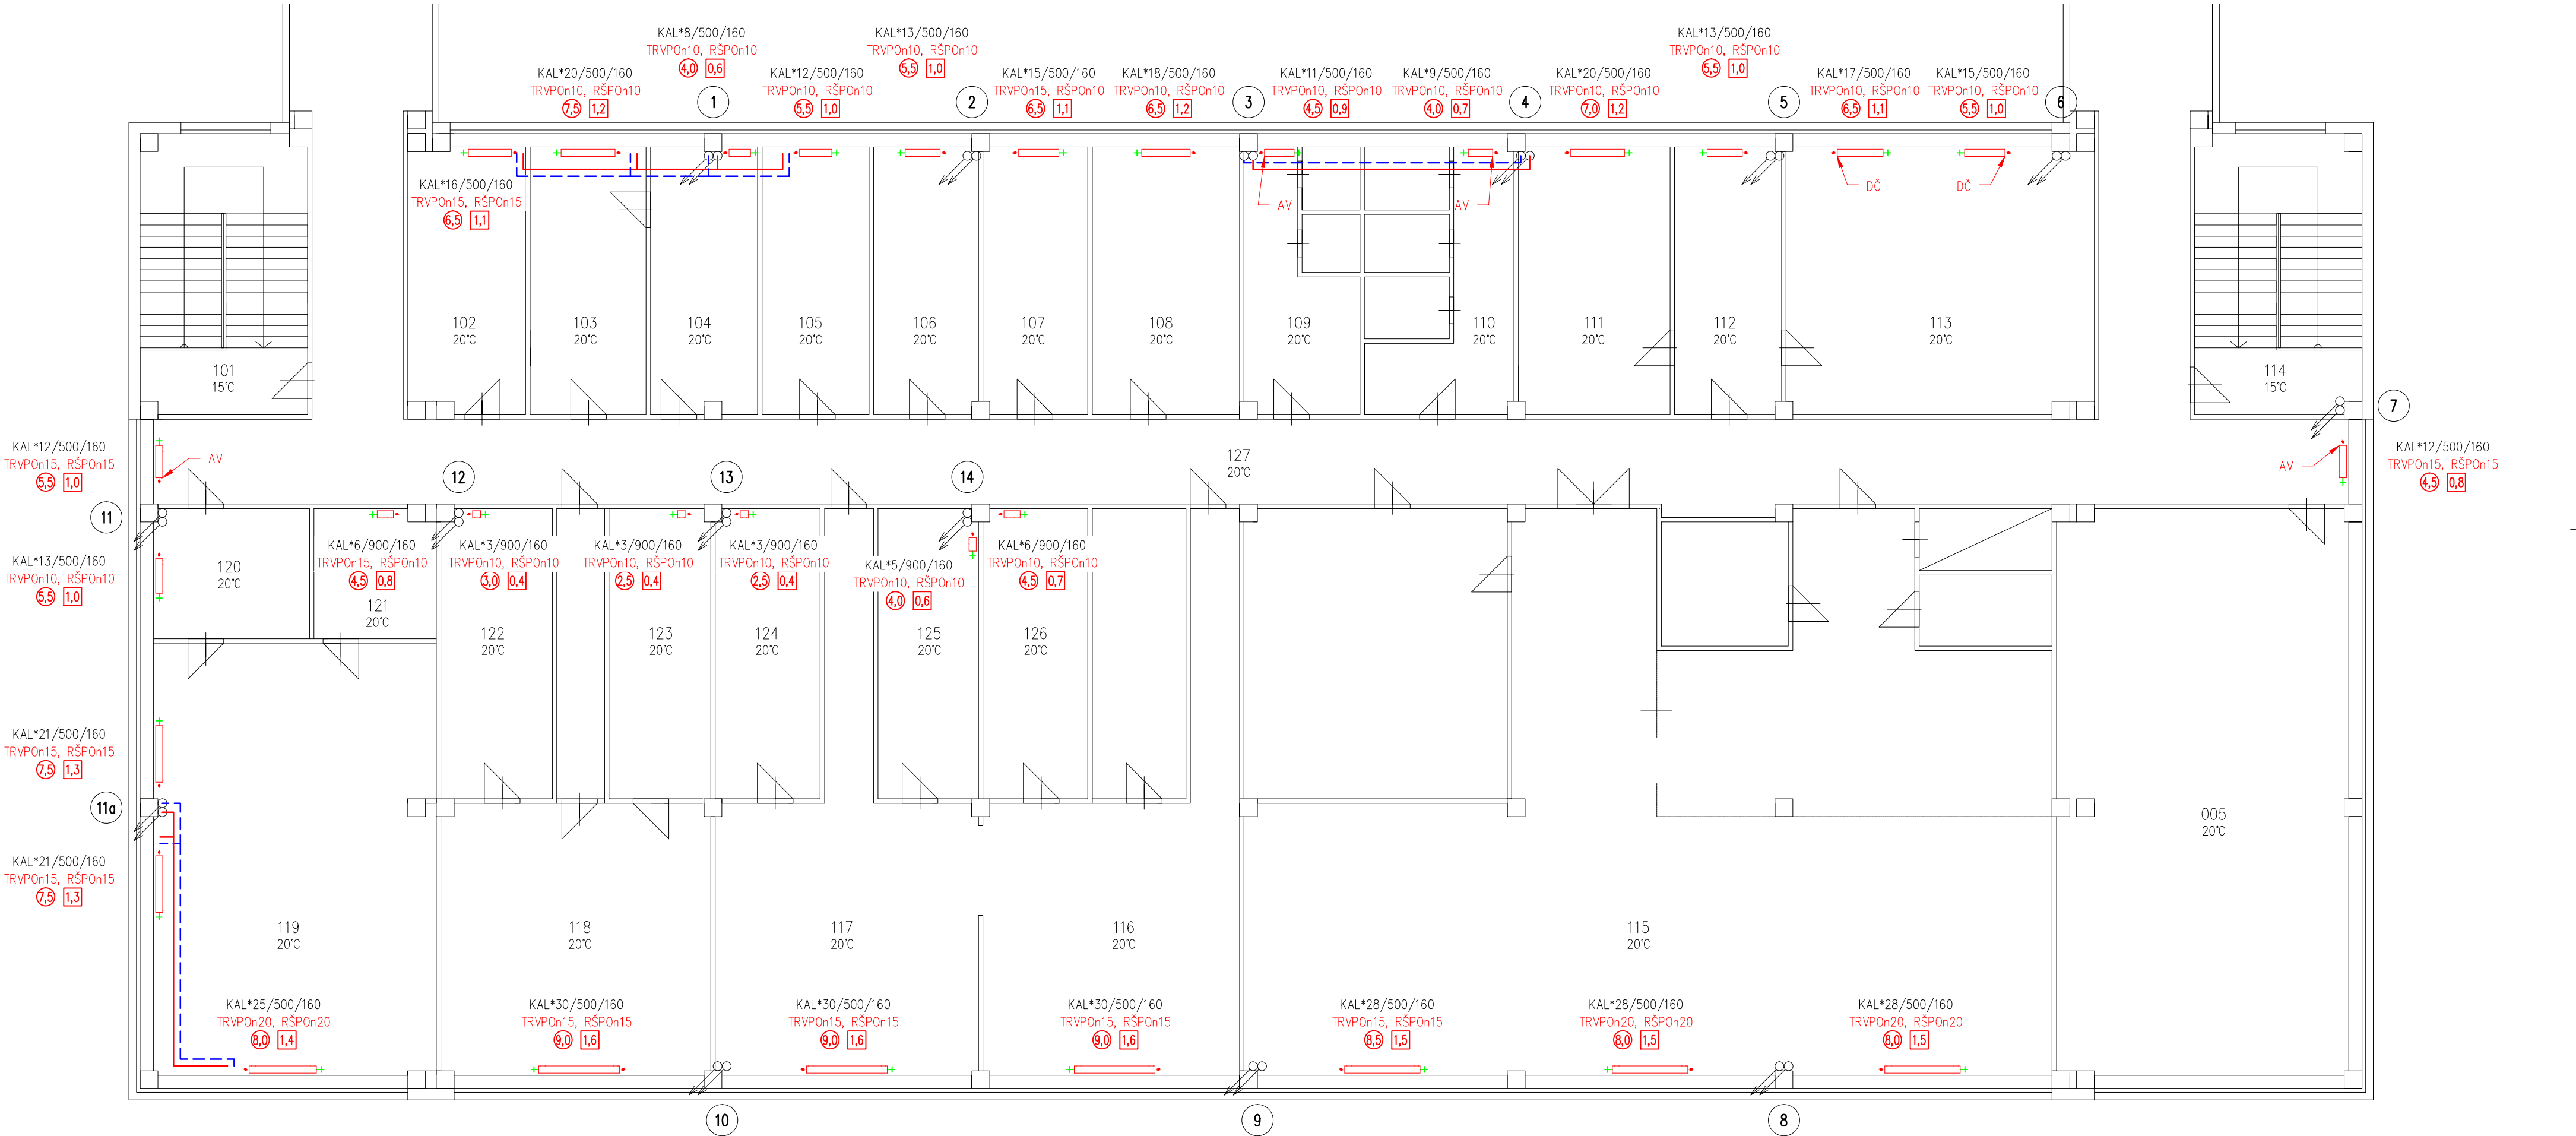 KAL*8/500/160
TRVPOn10, RŠPOn10
4,0 0,6
KAL*13/500/160
TRVPOn10, RŠPOn10
5,5 1,0
KAL*13/500/160
TRVPOn10, RŠPOn10
5,5 1,0
KAL*20/500/160
TRVPOn10, RŠPOn10
7,5 1,2
1
KAL*12/500/160
TRVPOn10, RŠPOn10
5,5 1,0
2
KAL*15/500/160
TRVPOn15, RŠPOn10
6,5 1,1
KAL*18/500/160
TRVPOn10, RŠPOn10
6,5 1,2
3
KAL*11/500/160
TRVPOn10, RŠPOn10
4,5 0,9
KAL*9/500/160
TRVPOn10, RŠPOn10
4,0 0,7
4
KAL*20/500/160
TRVPOn10, RŠPOn10
7,0 1,2
5
KAL*17/500/160
TRVPOn10, RŠPOn10
6,5 1,1
KAL*15/500/160
TRVPOn10, RŠPOn10
5,5 1,0
6
KAL*16/500/160
TRVPOn15, RŠPOn15
6,5 1,1
AV
AV
DČ
DČ
102
20°C
103
20°C
104
20°C
105
20°C
106
20°C
107
20°C
108
20°C
109
20°C
110
20°C
111
20°C
112
20°C
113
20°C
101
15°C
114
15°C
7
KAL*12/500/160
TRVPOn15, RŠPOn15
5,5 1,0
AV
127
20°C
AV
KAL*12/500/160
TRVPOn15, RŠPOn15
4,5 0,8
12
13
14
11
KAL*13/500/160
TRVPOn10, RŠPOn10
5,5 1,0
120
20°C
KAL*6/900/160
TRVPOn15, RŠPOn10
4,5 0,8
121
20°C
KAL*3/900/160
TRVPOn10, RŠPOn10
3,0 0,4
KAL*3/900/160
TRVPOn10, RŠPOn10
2,5 0,4
KAL*3/900/160
TRVPOn10, RŠPOn10
2,5 0,4
KAL*5/900/160
TRVPOn10, RŠPOn10
4,0 0,6
KAL*6/900/160
TRVPOn10, RŠPOn10
4,5 0,7
122
20°C
123
20°C
124
20°C
125
20°C
126
20°C
KAL*21/500/160
TRVPOn15, RŠPOn15
7,5 1,3
11a
KAL*21/500/160
TRVPOn15, RŠPOn15
7,5 1,3
005
20°C
119
20°C
118
20°C
117
20°C
116
20°C
115
20°C
KAL*25/500/160
TRVPOn20, RŠPOn20
8,0 1,4
KAL*30/500/160
TRVPOn15, RŠPOn15
9,0 1,6
KAL*30/500/160
TRVPOn15, RŠPOn15
9,0 1,6
KAL*30/500/160
TRVPOn15, RŠPOn15
9,0 1,6
KAL*28/500/160
TRVPOn15, RŠPOn15
8,5 1,5
KAL*28/500/160
TRVPOn20, RŠPOn20
8,0 1,5
KAL*28/500/160
TRVPOn20, RŠPOn20
8,0 1,5
10
9
8